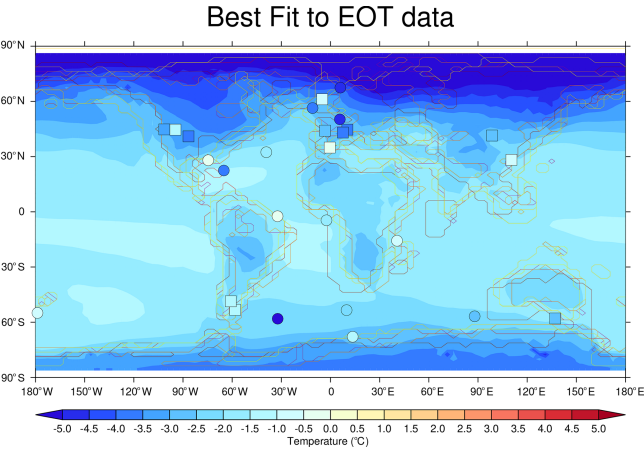 Best Fit to EOT data
90°N
60°N
30°N
0
30°S
60°S
90°S
180°W 150°W 120°W 90°W 60°W 30°W 0 30°E 60°E 90°E 120°E 150°E 180°E
-5.0 -4.5 -4.0 -3.5 -3.0 -2.5 -2.0 -1.5 -1.0 -0.5 0.0 0.5 1.0 1.5 2.0 2.5 3.0 3.5 4.0 4.5 5.0
Temperature (°C)